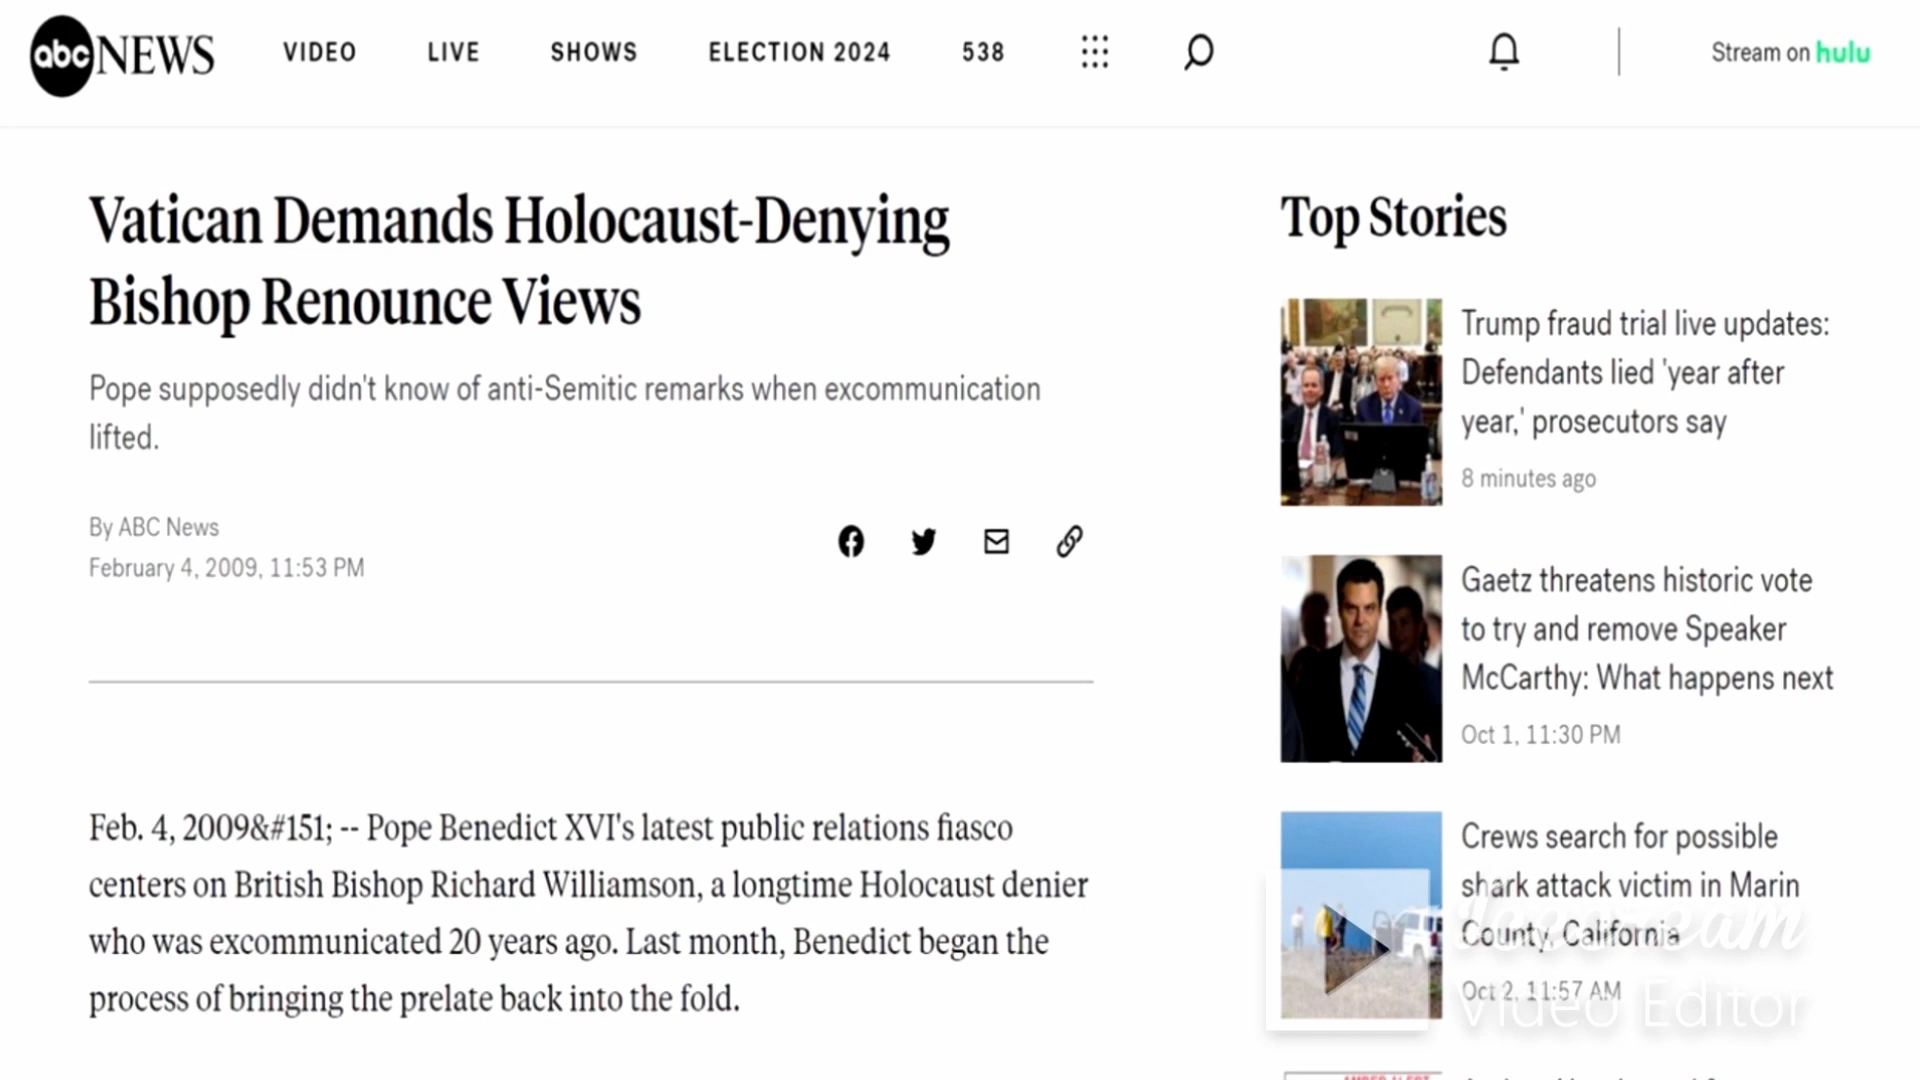 abc NEWS VIDEO LIVE SHOWS ELECTION 2024 538 Stream on hulu
Vatican Demands Holocaust-Denying
Bishop Renounce Views
Pope supposedly didn't know of anti-Semitic remarks when excommunication
lifted.
By ABC News
February 4, 2009, 11:53 PM
Feb. 4, 2009&#151; -- Pope Benedict XVI's latest public relations fiasco
centers on British Bishop Richard Williamson, a longtime Holocaust denier
who was excommunicated 20 years ago. Last month, Benedict began the
process of bringing the prelate back into the fold.
Top Stories
Trump fraud trial live updates:
Defendants lied 'year after
year,' prosecutors say
8 minutes ago
Gaetz threatens historic vote
to try and remove Speaker
McCarthy: What happens next
Oct 1, 11:30 PM
Crews search for possible
shark attack victim in Marin
County, California
Oct 2, 11:57 AM
Video Editor